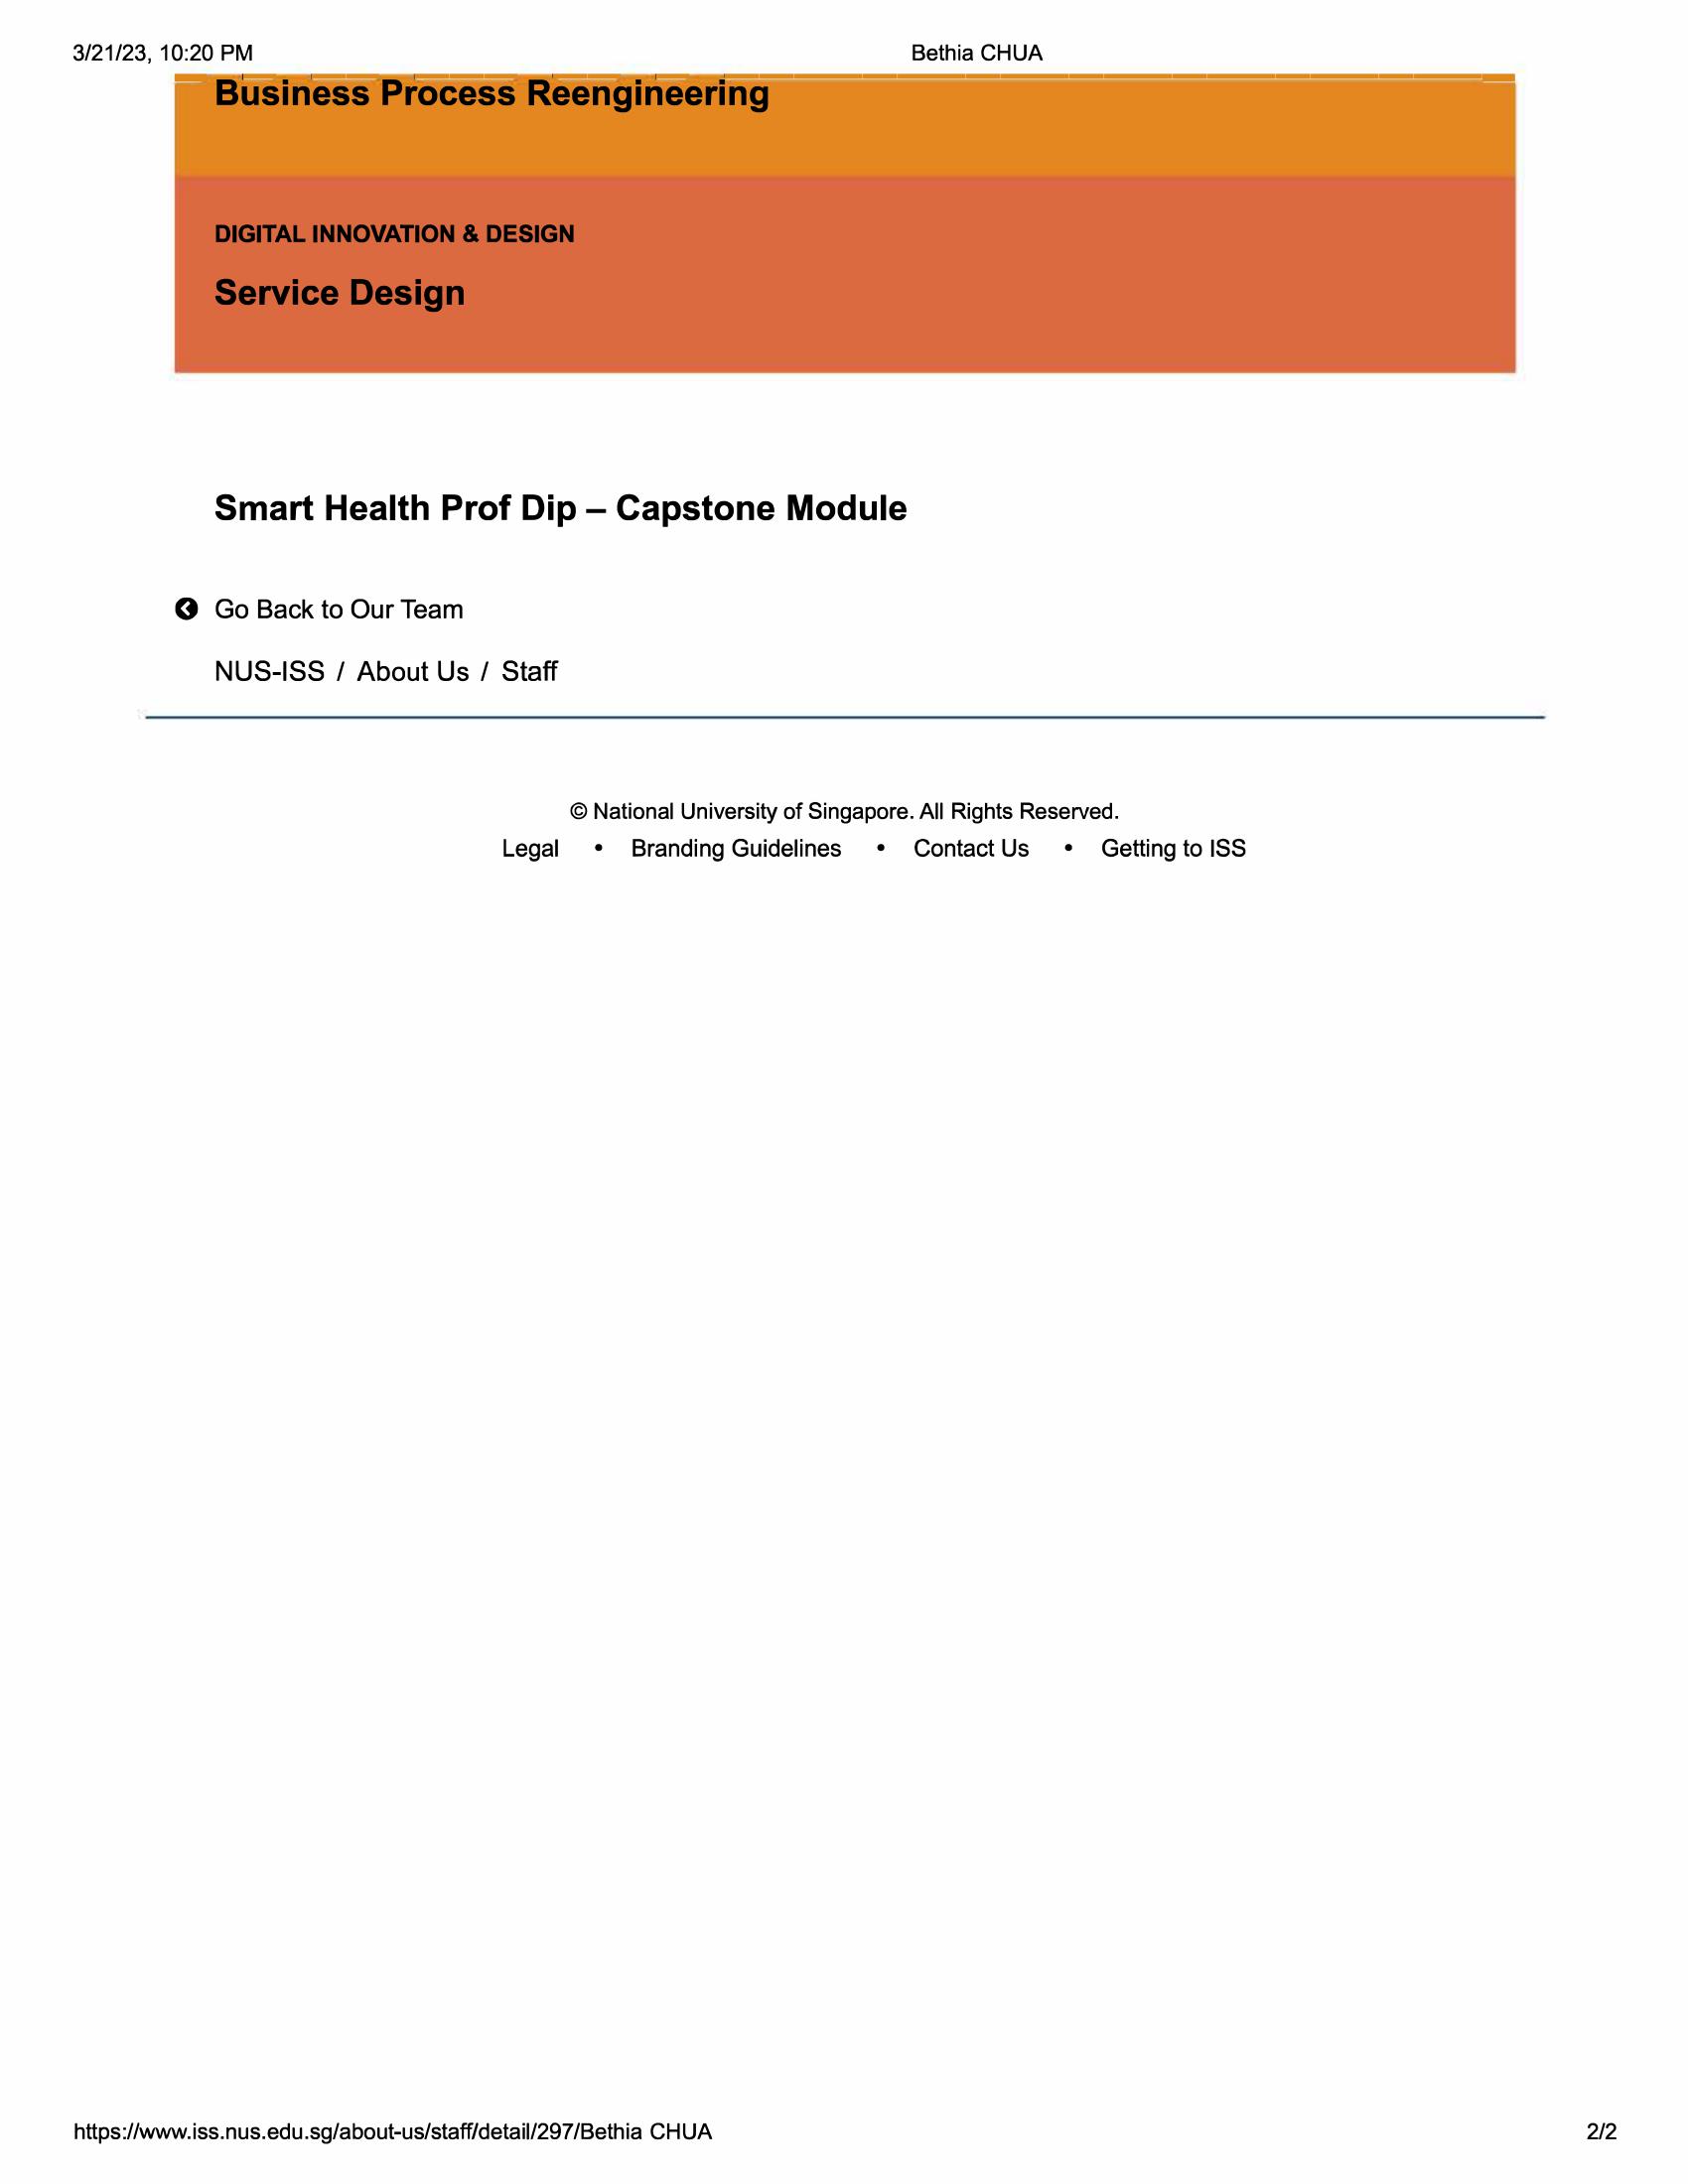 3/21/23, 10:20 PM Bethia CHUA
Business Process Reengineering
DIGITAL INNOVATION & DESIGN
Service Design
Smart Health Prof Dip – Capstone Module
Go Back to Our Team
NUS-ISS / About Us / Staff
© National University of Singapore. All Rights Reserved.
Legal • Branding Guidelines • Contact Us • Getting to ISS
https://www.iss.nus.edu.sg/about-us/staff/detail/297/Bethia CHUA 2/2